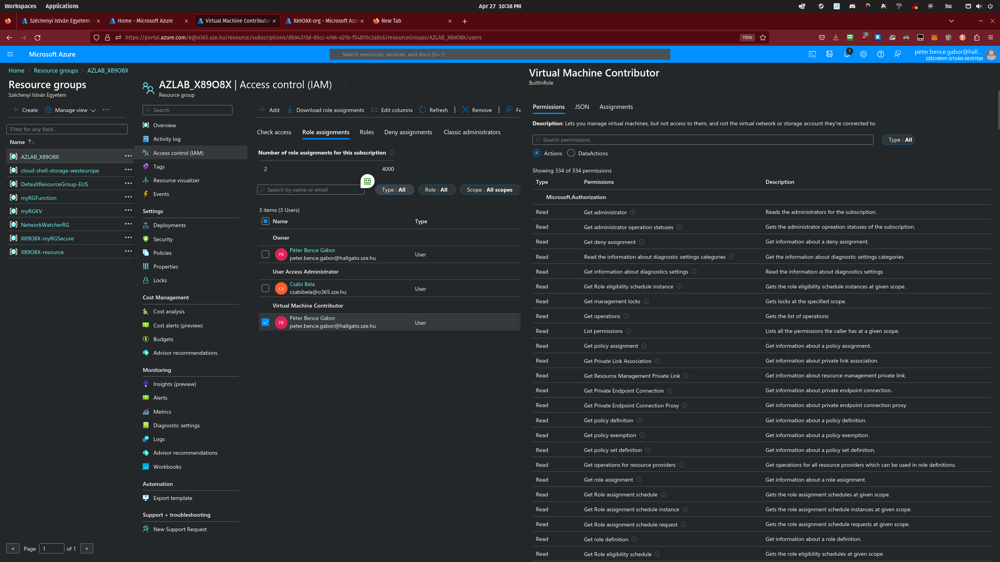 Workspaces Applications Apr 27 10:38 PM hu
Széchenyi István Egyetem - Home - Microsoft Azure Virtual Machine Contributor X89O8X-org - Microsoft Azur New Tab
https://portal.azure.com/#@o365.sze.hu/resource/subscriptions/db94373d-85cc-4196-a21b-f54870c3a0c6/resourceGroups/AZLAB_X89O8X/users 110% 3
Microsoft Azure Search resources, services, and docs (G+/) 3 peter.bence.gabor@hall...
SZÉCHENYI ISTVÁN EGYETEM
Home > Resource groups > AZLAB_X89O8X
Resource groups
Széchenyi István Egyetem
Create Manage view ...
Filter for any field...
Name
AZLAB_X89O8X
cloud-shell-storage-westeurope
DefaultResourceGroup-EUS
myRGFunction
myRGKV
NetworkWatcherRG
X89O8X-myRGSecure
X89O8X-resource
< Page 1 of 1 >
AZLAB_X89O8X | Access control (IAM)
Resource group
Search
Overview
Activity log
Access control (IAM)
Tags
Resource visualizer
Events
Settings
Deployments
Security
Policies
Properties
Locks
Cost Management
Cost analysis
Cost alerts (preview)
Budgets
Advisor recommendations
Monitoring
Insights (preview)
Alerts
Metrics
Diagnostic settings
Logs
Advisor recommendations
Workbooks
Automation
Export template
Support + troubleshooting
New Support Request
Add Download role assignments Edit columns Refresh | Remove | Fe
Check access Role assignments Roles Deny assignments Classic administrators
Number of role assignments for this subscription
2 4000
Search by name or email Type : All Role : All Scope : All scopes
3 items (3 Users)
Name Type
Owner
PB Péter Bence Gábor
peter.bence.gabor@hallgato.sze.hu User
User Access Administrator
CB Csábi Béla
csabibela@o365.sze.hu User
Virtual Machine Contributor
PB Péter Bence Gábor
peter.bence.gabor@hallgato.sze.hu User
Virtual Machine Contributor
BuiltInRole
Permissions JSON Assignments
Description: Lets you manage virtual machines, but not access to them, and not the virtual network or storage account they're connected to.
Search permissions Type : All
Actions DataActions
Showing 334 of 334 permissions
Type Permissions Description
Microsoft.Authorization
Read Get administrator Reads the administrators for the subscription.
Read Get administrator operation statuses Gets the administrator opreation statuses of the subscription.
Read Get deny assignment Get information about a deny assignment.
Read Read the information about diagnostic settings categories Get the information about diagnostic settings categories
Read Get information about diagnostics settings Read the information about diagnostics settings
Read Get Role eligibility schedule instance Gets the role eligibility schedule instances at given scope.
Read Get management locks Gets locks at the specified scope.
Read Get operations Gets the list of operations
Read List permissions Lists all the permissions the caller has at a given scope.
Read Get policy assignment Get information about a policy assignment.
Read Get Private Link Association Get information about private link association.
Read Get Resource Management Private Link Get information about resource management private link.
Read Get Private Endpoint Connection Get information about private endpoint connection.
Read Get Private Endpoint Connection Proxy Get information about private endpoint connection proxy.
Read Get policy definition Get information about a policy definition.
Read Get policy exemption Get information about a policy exemption.
Read Get policy set definition Get information about a policy set definition.
Read Get operations for resource providers Get operations for all resource providers which can be used in role definitions.
Read Get role assignment Get information about a role assignment.
Read Get Role assignment schedule Gets the role assignment schedules at given scope.
Read Get Role assignment schedule instance Gets the role assignment schedule instances at given scope.
Read Get Role assignment schedule request Gets the role assignment schedule requests at given scope.
Read Get role definition Get information about a role definition.
Read Get Role eligibility schedule Gets the role eligibility schedules at given scope.